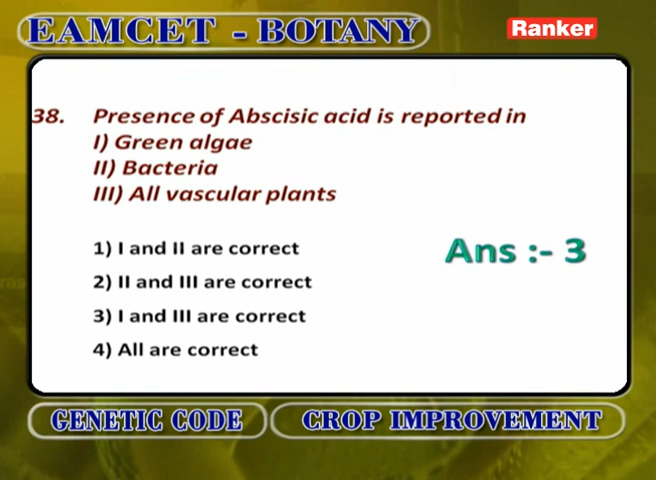 EAMCET - BOTANY
Ranker
38. Presence of Abscisic acid is reported in
I) Green algae
II) Bacteria
III) All vascular plants
1) I and II are correct
Ans :- 3
2) II and III are correct
3) I and III are correct
4) All are correct
GENETIC CODE
CROP IMPROVEMENT